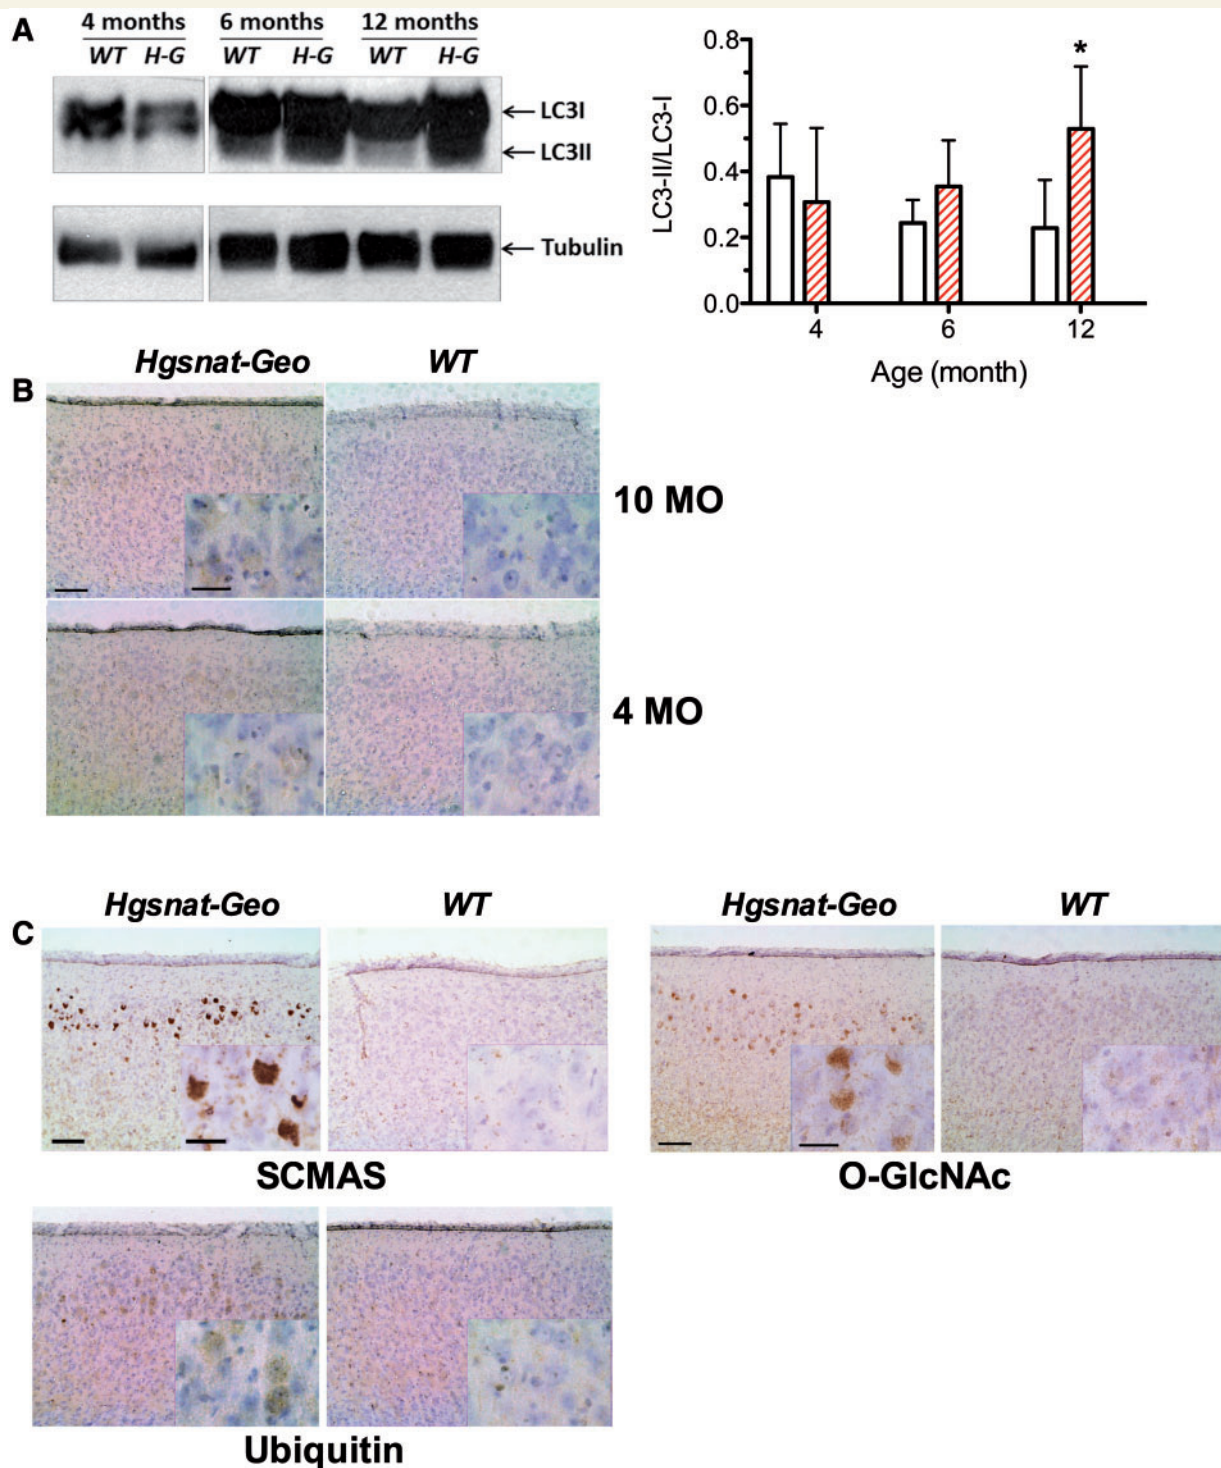 A
4 months 6 months 12 months
WT H-G WT H-G WT H-G
LC3I
LC3II
Tubulin
LC3-II/LC3-I
0.8
0.6
0.4
0.2
0.0
*
4 6 12
Age (month)
B
Hgsnat-Geo WT
10 MO
4 MO
C
Hgsnat-Geo WT
SCMAS
Hgsnat-Geo WT
O-GlcNAc
Ubiquitin